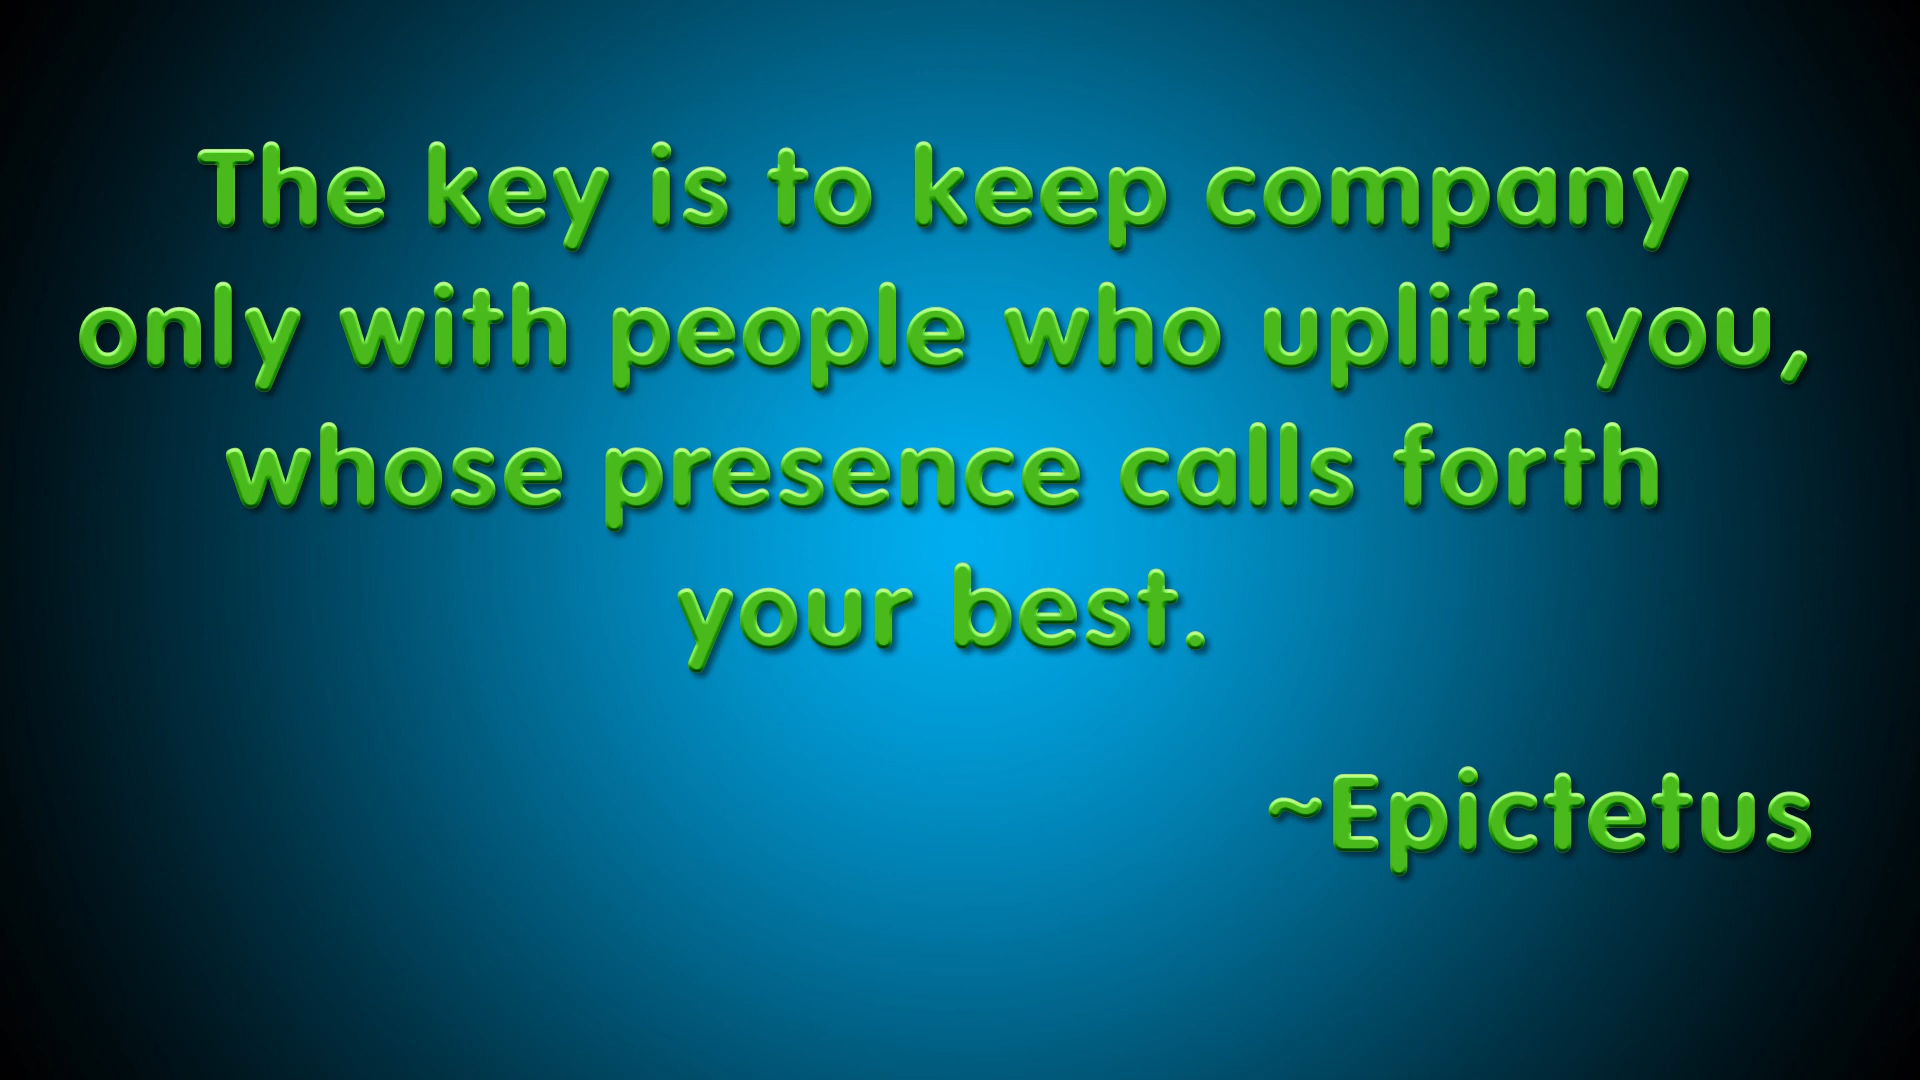 The key is to keep company
only with people who uplift you,
whose presence calls forth
your best.
~Epictetus